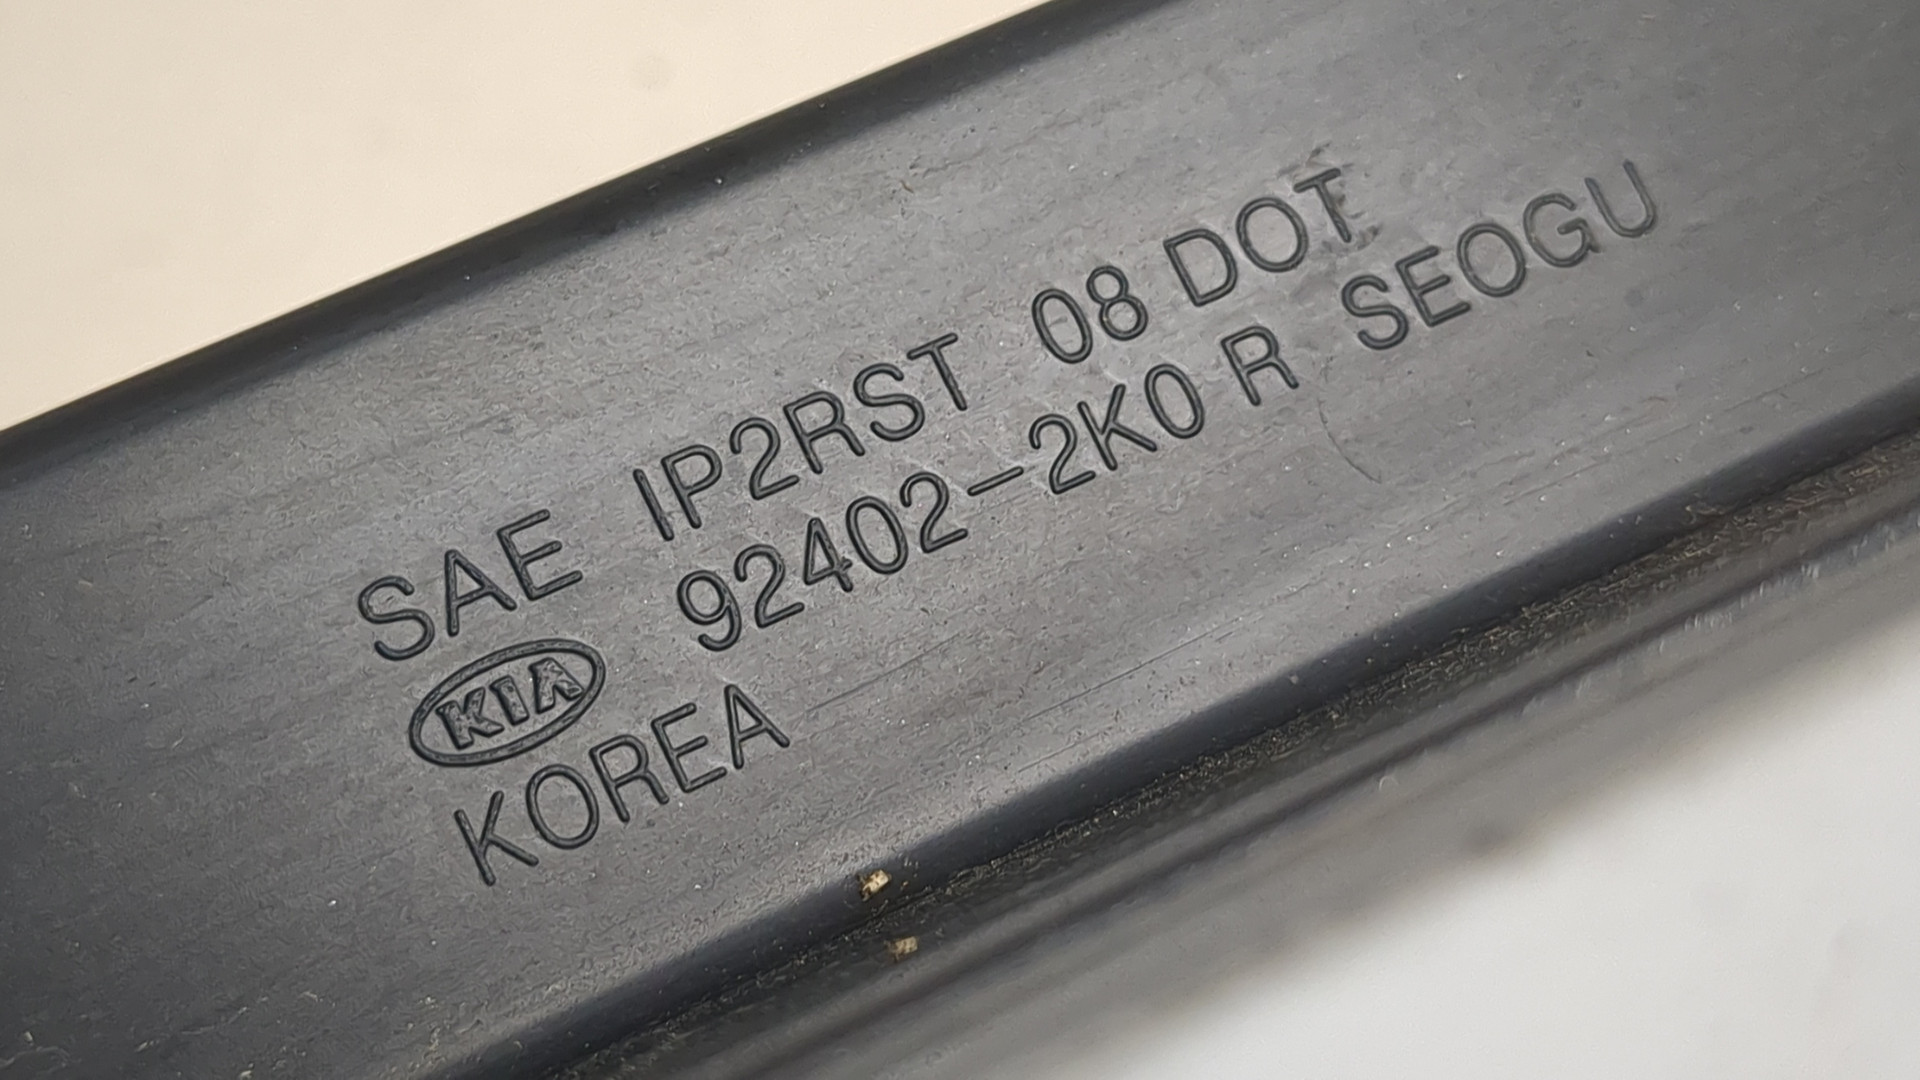 SAE IP2RST 08 DOT
KIA 92402-2K0 R SEOGU
KOREA